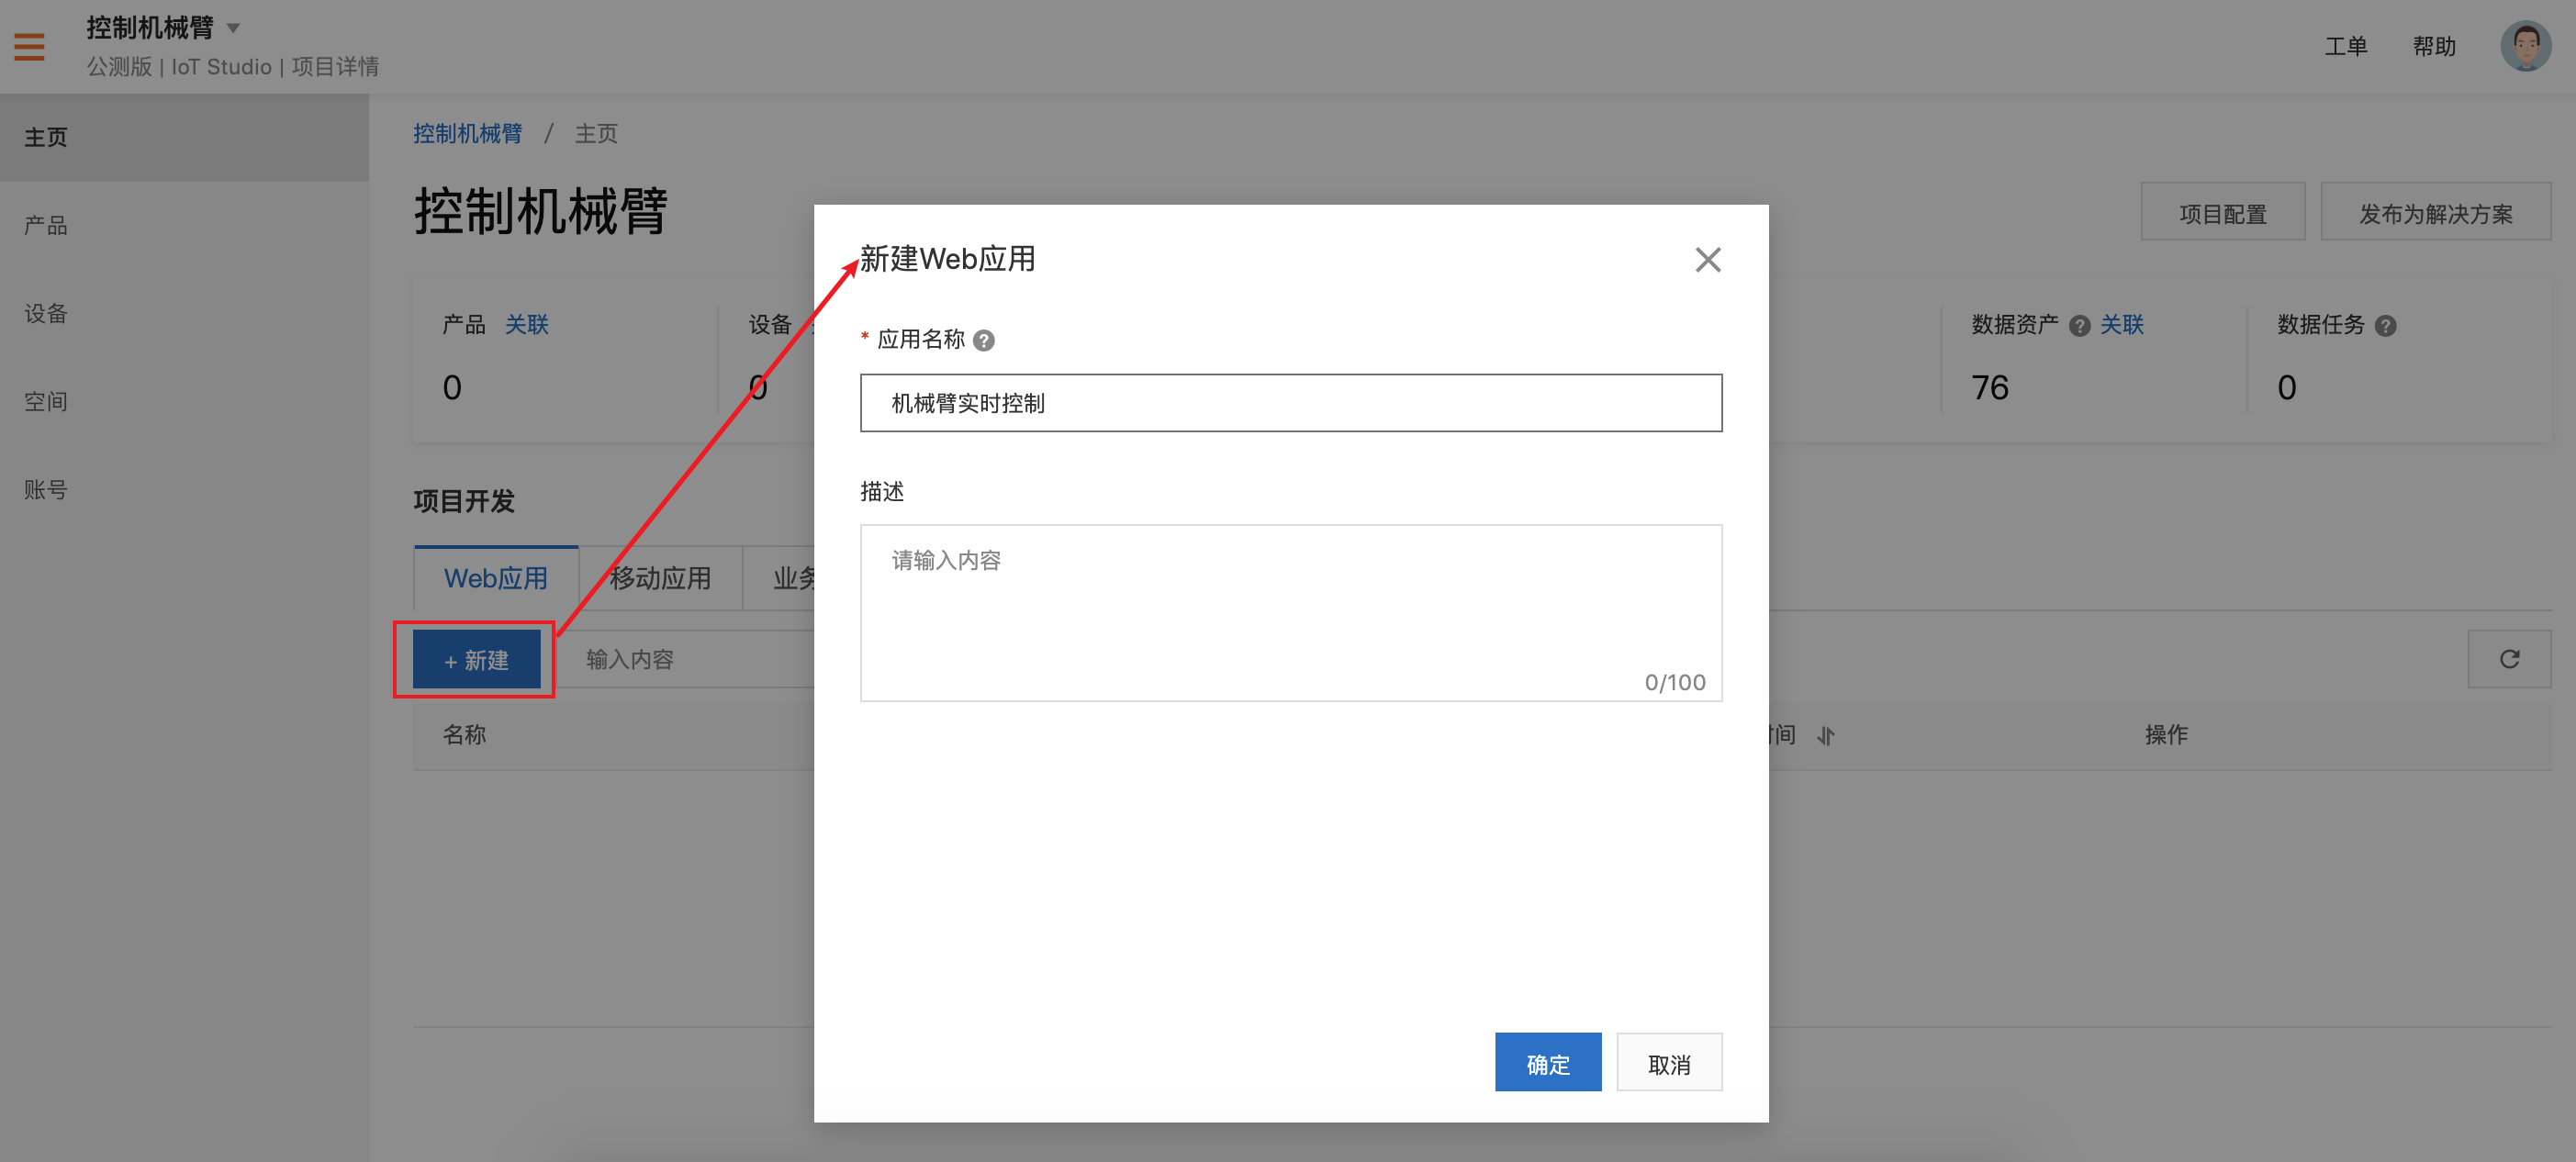 控制机械臂
公测版 | IoT Studio | 项目详情
工单 帮助
主页
产品
设备
空间
账号
控制机械臂 / 主页
控制机械臂
项目配置 发布为解决方案
产品 关联
0
设备
0
数据资产 ? 关联
76
数据任务 ?
0
项目开发
Web应用 移动应用 业务
+ 新建 输入内容
名称 间 操作
新建Web应用
* 应用名称 ?
机械臂实时控制
描述
请输入内容
0/100
确定 取消